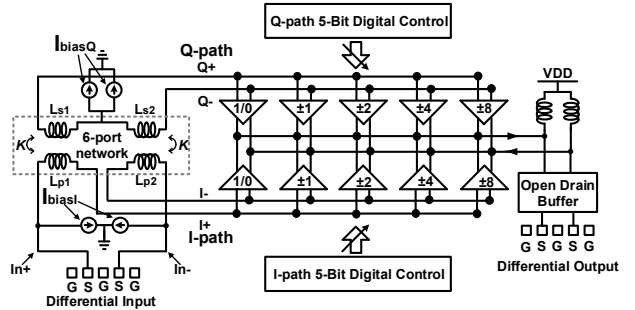 Q-path 5-Bit Digital Control
IbiasQ
Q-path
Q+
Q-
VDD
Ls1
Ls2
1/0
±1
±2
±4
±8
K
6-port
network
K
Lp1
Lp2
1/0
±1
±2
±4
±8
I-
IbiasI
I+
I-path
Open Drain
Buffer
In+
In-
G S G S G
G S G S G
Differential Input
I-path 5-Bit Digital Control
Differential Output